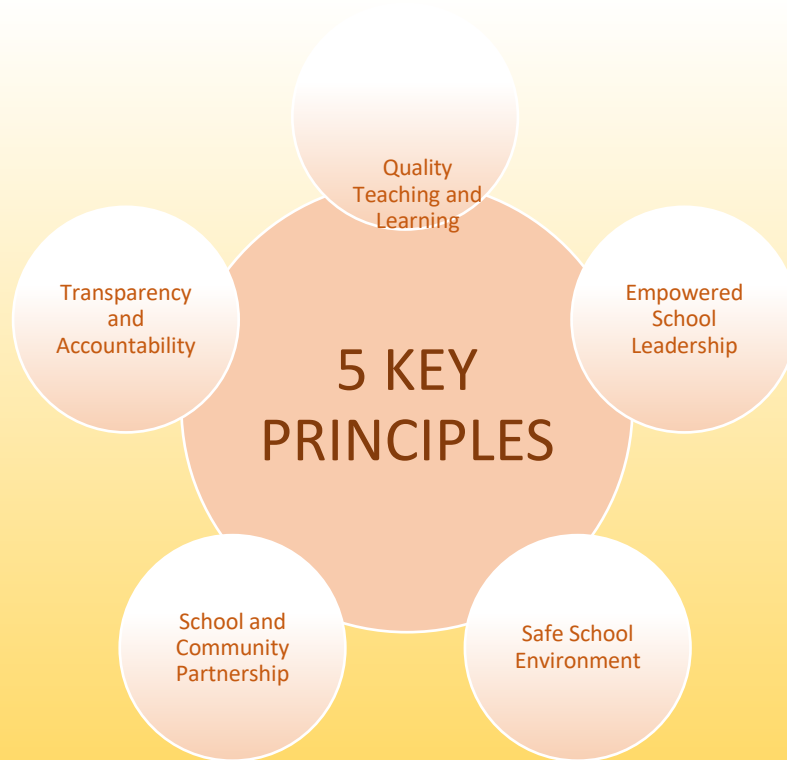 Quality
Teaching and
Learning
Transparency
and
Accountability
Empowered
School
Leadership
5 KEY
PRINCIPLES
School and
Community
Partnership
Safe School
Environment